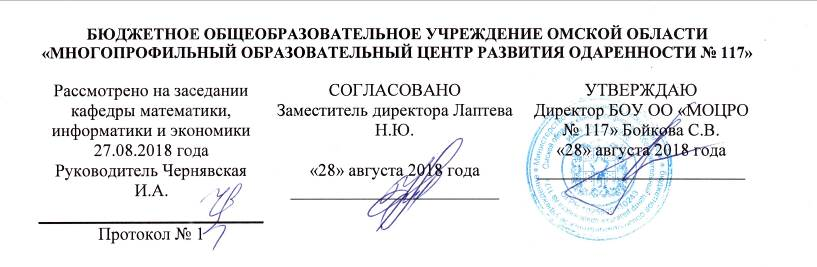 БЮДЖЕТНОЕ ОБЩЕОБРАЗОВАТЕЛЬНОЕ УЧРЕЖДЕНИЕ ОМСКОЙ ОБЛАСТИ
«МНОГОПРОФИЛЬНЫЙ ОБРАЗОВАТЕЛЬНЫЙ ЦЕНТР РАЗВИТИЯ ОДАРЕННОСТИ № 117»
Рассмотрено на заседании
кафедры математики,
информатики и экономики
27.08.2018 года
Руководитель Чернявская
И.А.
Протокол № 1
СОГЛАСОВАНО
Заместитель директора Лаптева
Н.Ю.
«28» августа 2018 года
УТВЕРЖДАЮ
Директор БОУ ОО «МОЦРО
№ 117» Бойкова С.В.
«28» августа 2018 года